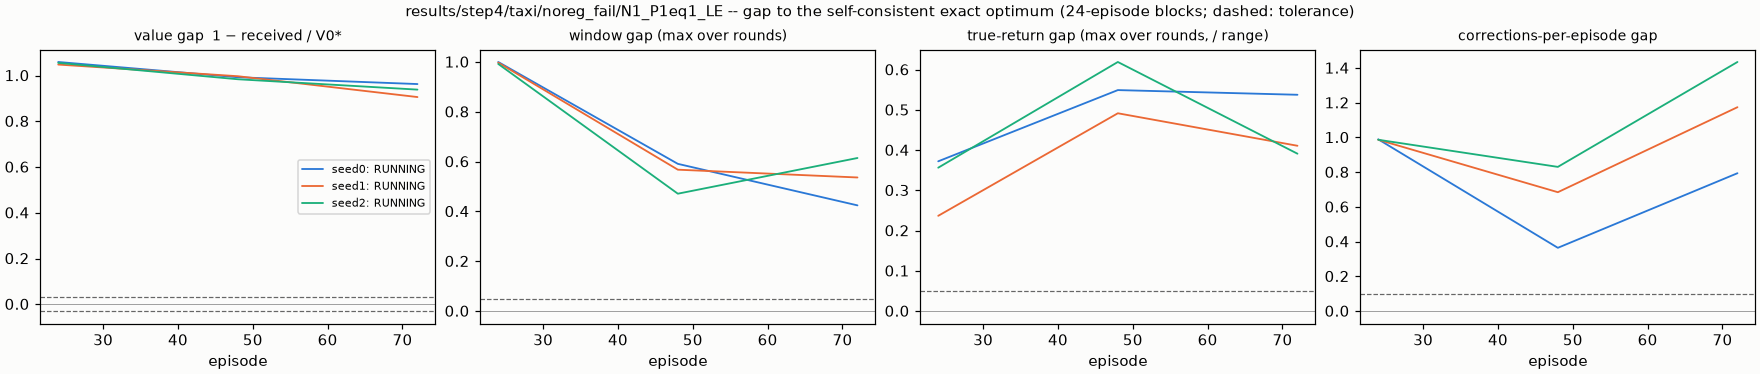 results/step4/taxi/noreg_fail/N1_P1eq1_LE -- gap to the self-consistent exact optimum (24-episode blocks; dashed: tolerance)
value gap  1 − received / V0*
1.0
0.8
0.6
0.4
0.2
0.0
seed0: RUNNING
seed1: RUNNING
seed2: RUNNING
30 40 50 60 70
episode
window gap (max over rounds)
1.0
0.8
0.6
0.4
0.2
0.0
30 40 50 60 70
episode
true-return gap (max over rounds, / range)
0.6
0.5
0.4
0.3
0.2
0.1
0.0
30 40 50 60 70
episode
corrections-per-episode gap
1.4
1.2
1.0
0.8
0.6
0.4
0.2
0.0
30 40 50 60 70
episode